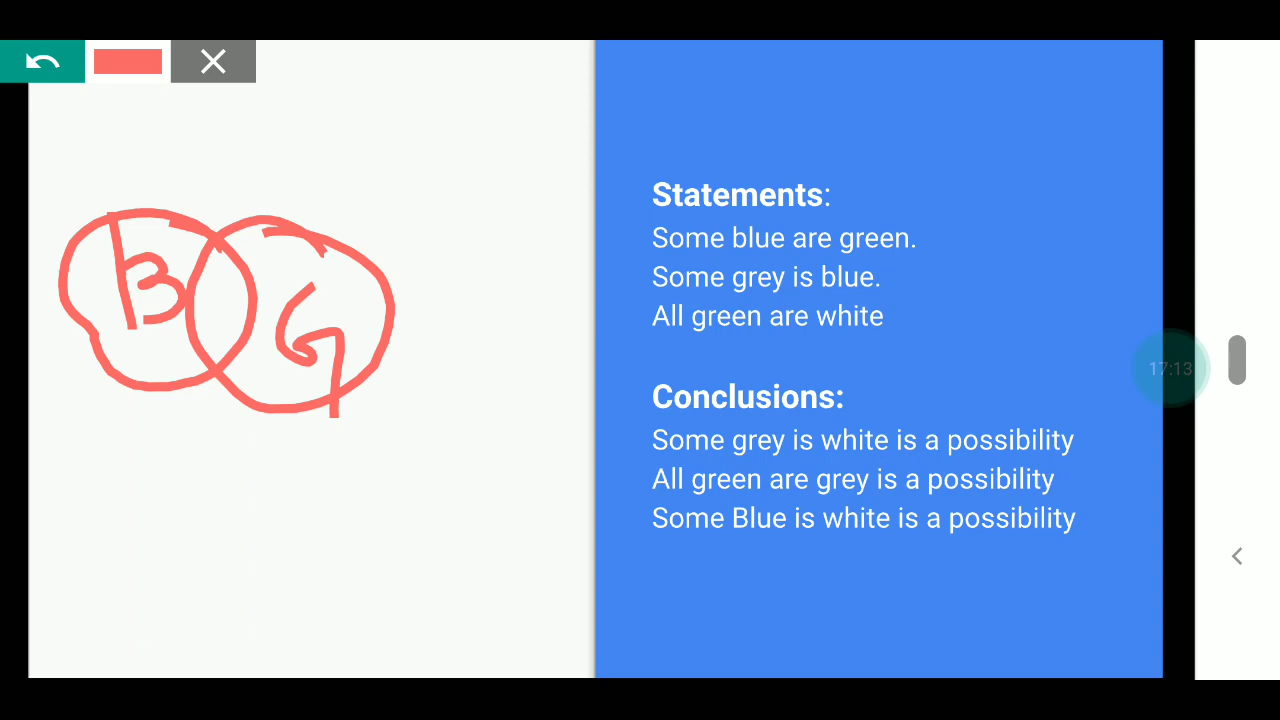 B
G
Statements:
Some blue are green.
Some grey is blue.
All green are white
Conclusions:
Some grey is white is a possibility
All green are grey is a possibility
Some Blue is white is a possibility
17:13